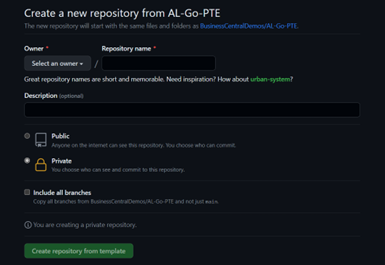 Create a new repository from AL-Go-PTE
The new repository will start with the same files and folders as BusinessCentralDemos/AL-Go-PTE.
Owner * Repository name *
Select an owner /
Great repository names are short and memorable. Need inspiration? How about urban-system?
Description (optional)
Public
Anyone on the internet can see this repository. You choose who can commit.
Private
You choose who can see and commit to this repository.
Include all branches
Copy all branches from BusinessCentralDemos/AL-Go-PTE and not just main.
You are creating a private repository.
Create repository from template